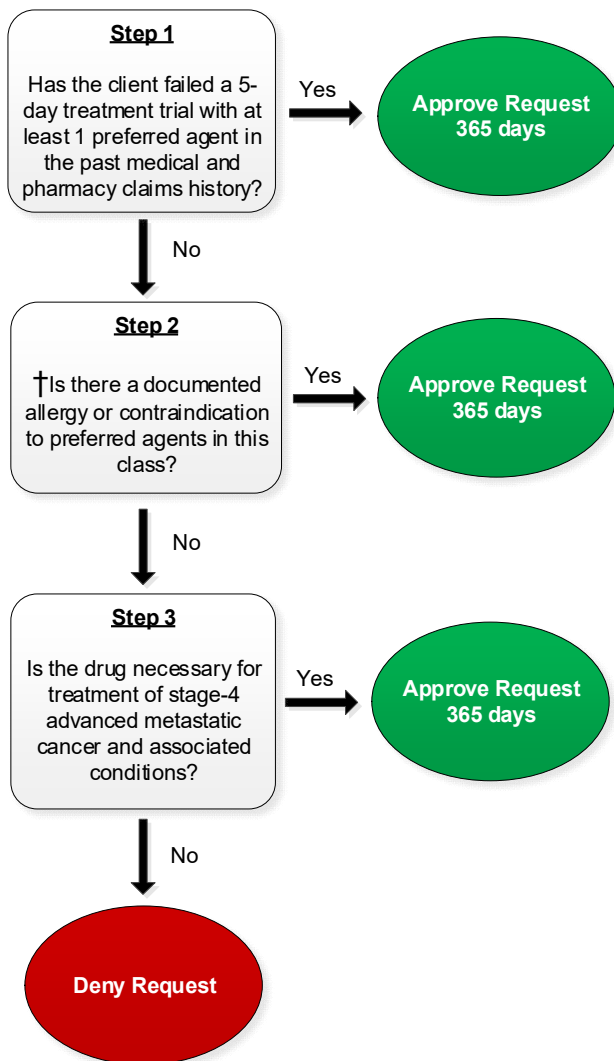 Step 1
Has the client failed a 5-
day treatment trial with at
least 1 preferred agent in
the past medical and
pharmacy claims history?
Yes
Approve Request
365 days
No
Step 2
†Is there a documented
allergy or contraindication
to preferred agents in this
class?
Yes
Approve Request
365 days
No
Step 3
Is the drug necessary for
treatment of stage-4
advanced metastatic
cancer and associated
conditions?
Yes
Approve Request
365 days
No
Deny Request